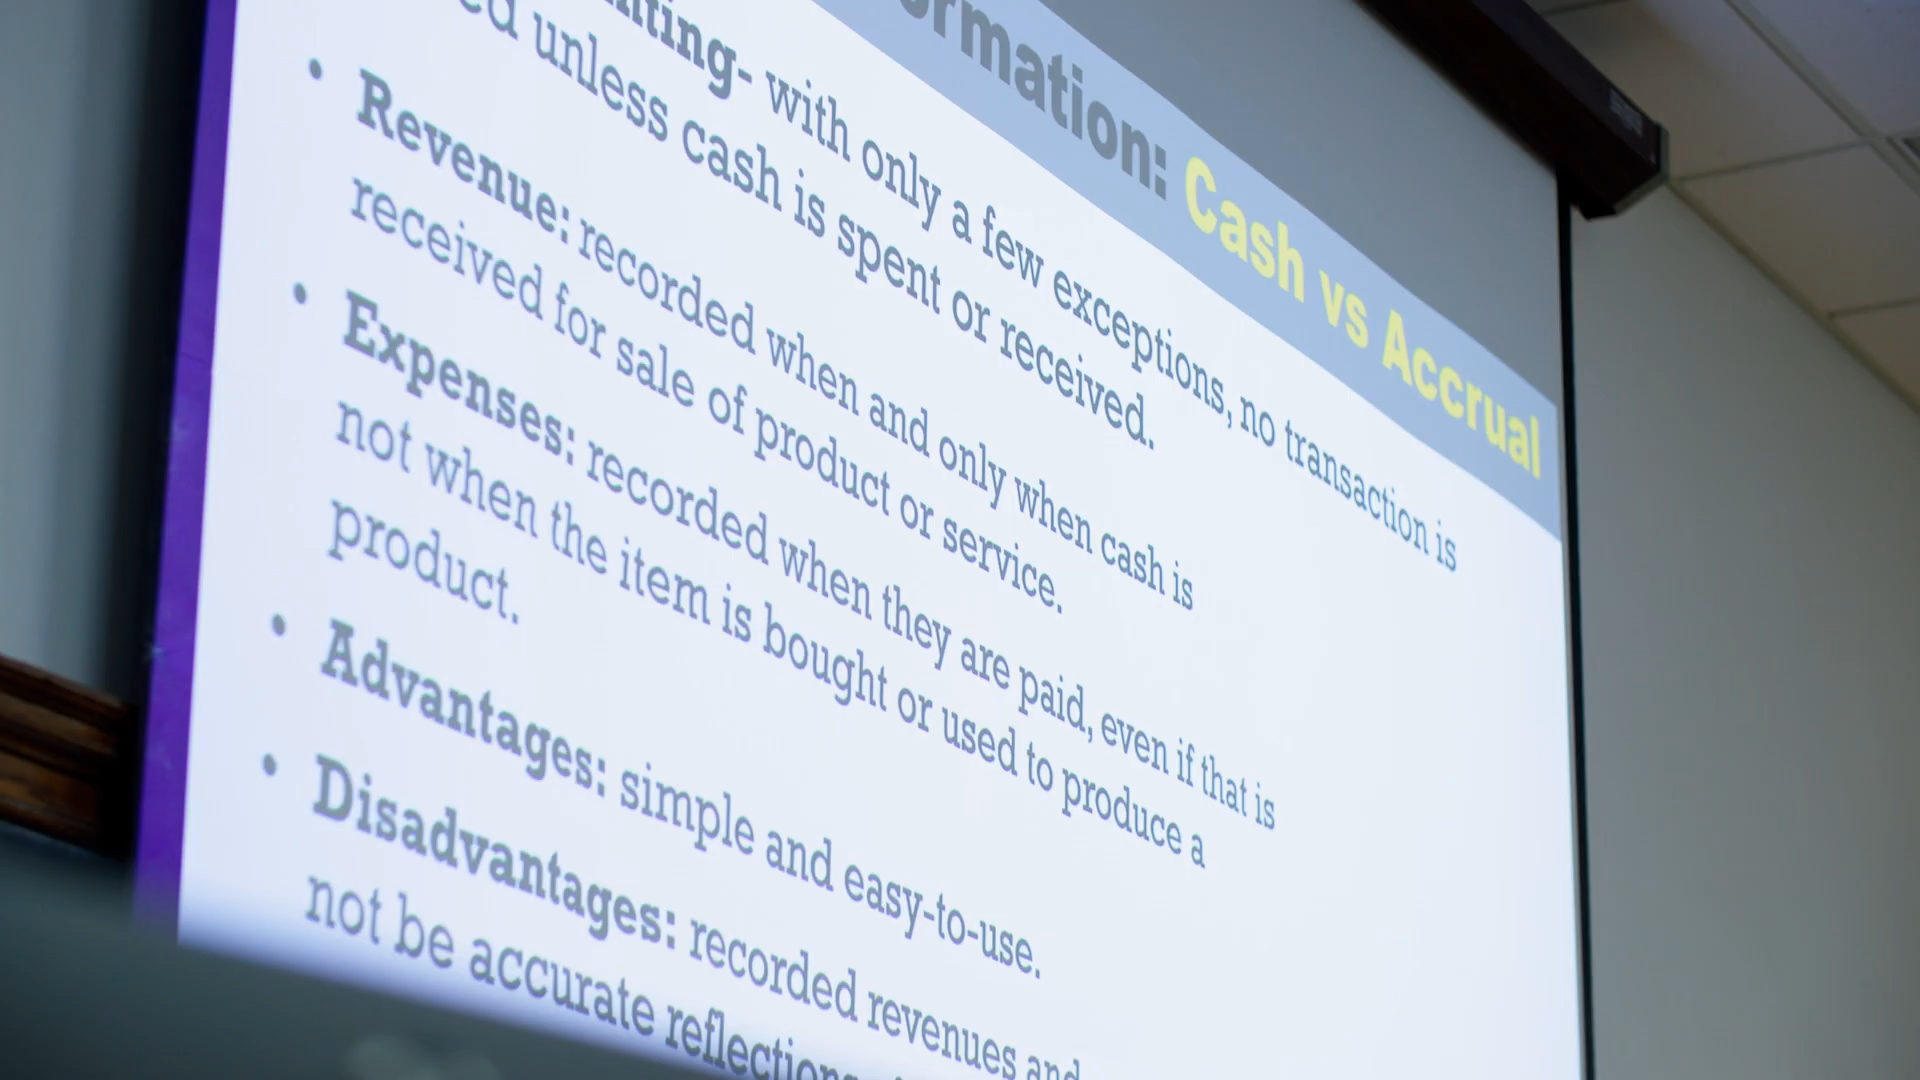 ormation: Cash vs Accrual
nting- with only a few exceptions, no transaction is
ed unless cash is spent or received.
• Revenue: recorded when and only when cash is
received for sale of product or service.
• Expenses: recorded when they are paid, even if that is
not when the item is bought or used to produce a
product.
• Advantages: simple and easy-to-use.
• Disadvantages: recorded revenues and
not be accurate reflections